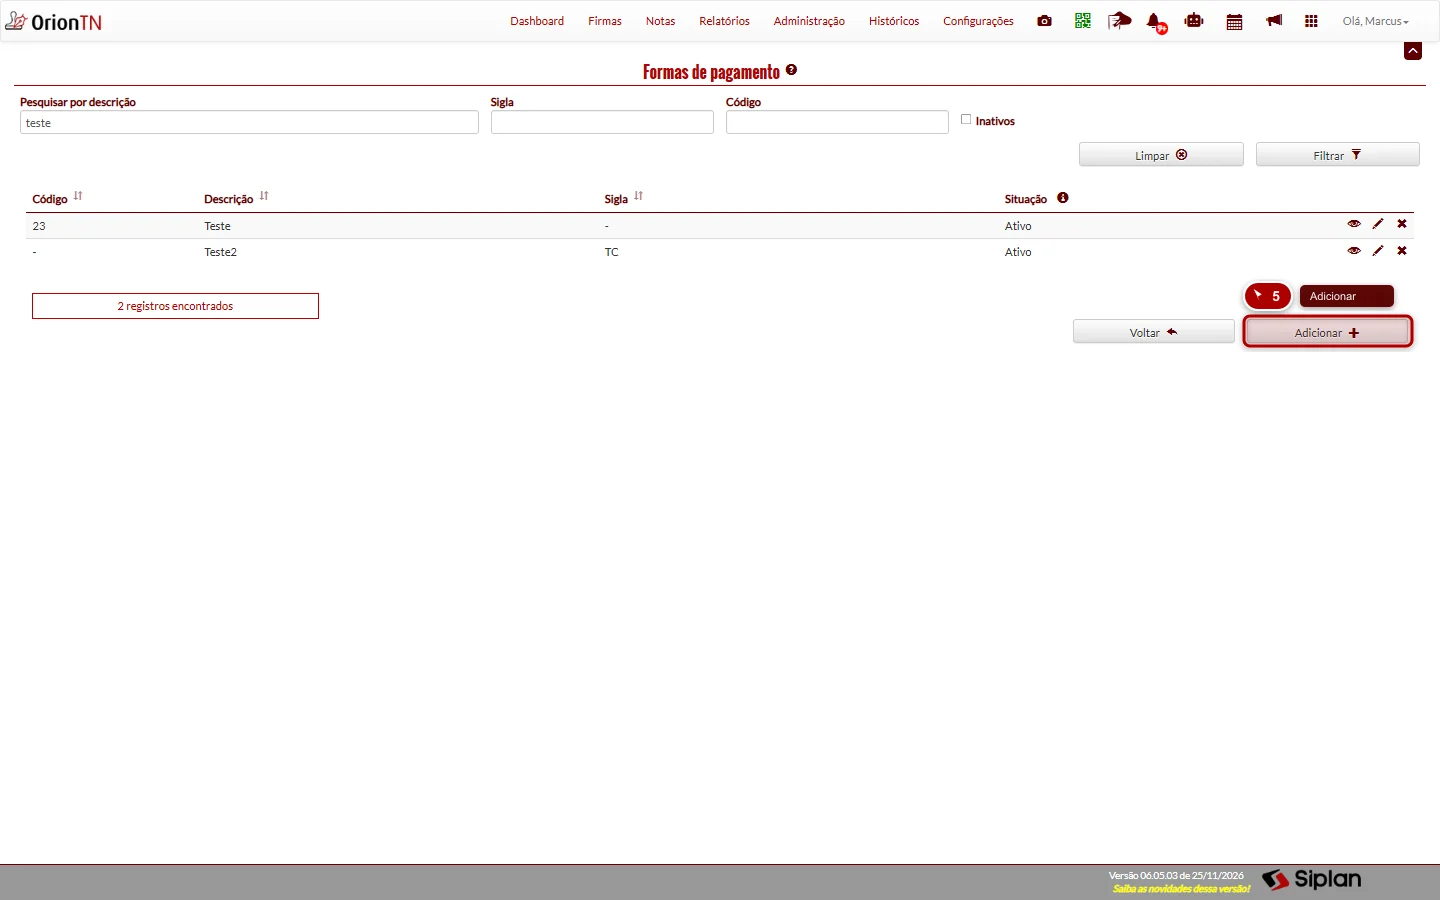 OrionTN
Dashboard Firmas Notas Relatórios Administração Históricos Configurações 9+ Olá, Marcus
Formas de pagamento
Pesquisar por descrição Sigla Código
teste
Inativos
Limpar Filtrar
Código Descrição Sigla Situação
23 Teste - Ativo
- Teste2 TC Ativo
2 registros encontrados
5 Adicionar
Voltar Adicionar
Versão 06.05.03 de 25/11/2026
Saiba as novidades dessa versão!
Siplan